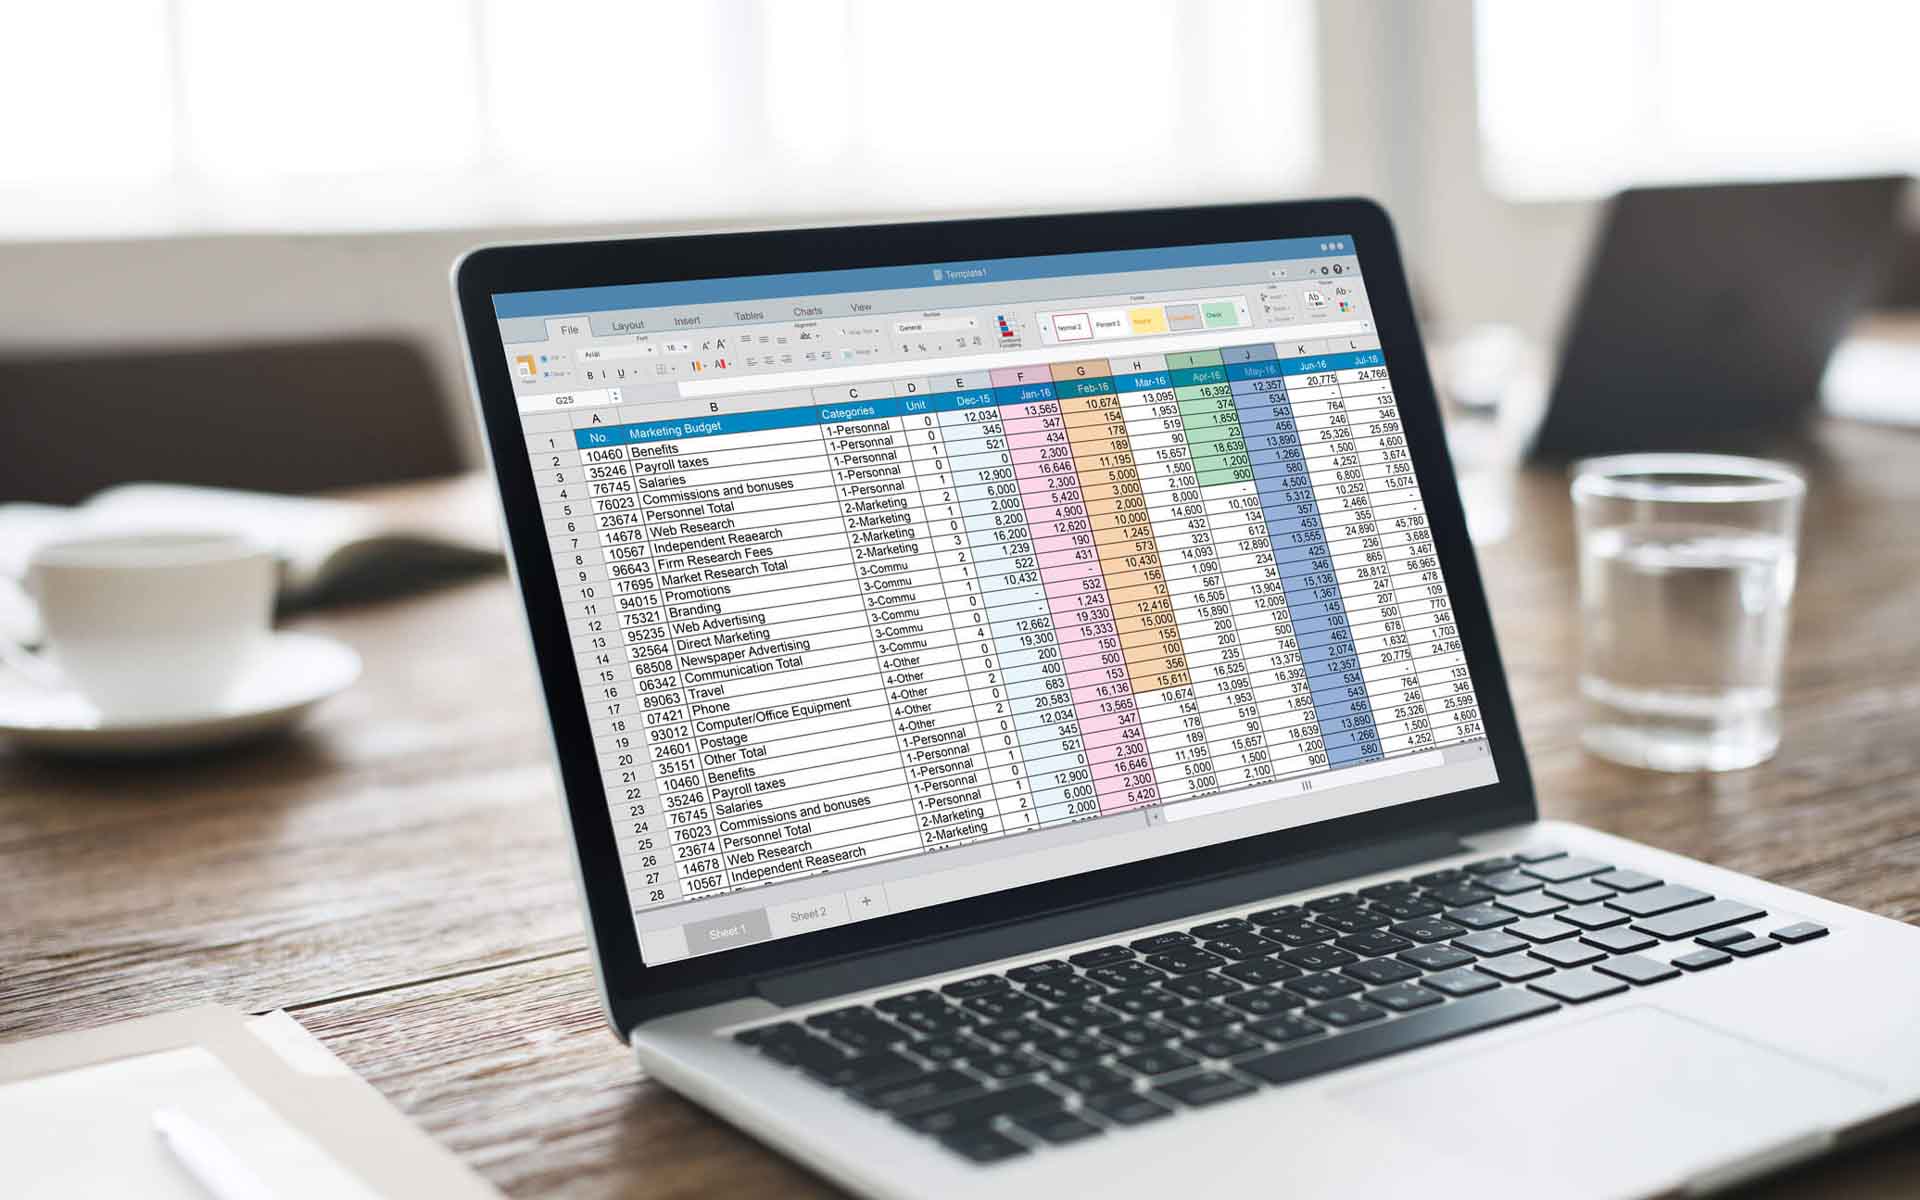 Template1
File Layout Insert Tables Charts View
Font Alignment Number Format Cells Themes
Arial 16 A A abc Wrap Text General Normal 2 Percent 2 Neutral Calculation Check Ab Ab
B I U A Merge $ % Conditional Formatting
G25
A B C D E F G H I J K L
1 No. Marketing Budget Categories Unit Dec-15 Jan-16 Feb-16 Mar-16 Apr-16 May-16 Jun-16 Jul-16
2 10460 Benefits 1-Personnal 0 12,034 13,565 10,674 13,095 16,392 12,357 20,775 24,766
3 35246 Payroll taxes 1-Personnal 0 345 347 154 1,953 374 534 - -
4 76745 Salaries 1-Personnal 1 521 434 178 519 1,850 543 764 133
5 76023 Commissions and bonuses 1-Personnal 0 0 2,300 189 90 23 456 246 346
6 23674 Personnel Total 1-Personnal 1 12,900 16,646 11,195 15,657 18,639 13,890 25,326 25,599
7 14678 Web Research 2-Marketing 2 6,000 2,300 5,000 1,500 1,200 1,266 1,500 4,600
8 10567 Independent Reaearch 2-Marketing 1 2,000 5,420 3,000 2,100 900 580 4,252 3,674
9 96643 Firm Research Fees 2-Marketing 0 8,200 4,900 2,000 8,000 - 4,500 6,800 7,550
10 17695 Market Research Total 2-Marketing 3 16,200 12,620 10,000 14,600 10,100 5,312 10,252 15,074
11 94015 Promotions 3-Commu 2 1,239 190 1,245 432 134 357 2,466 -
12 75321 Branding 3-Commu 1 522 431 573 323 612 453 355 -
13 95235 Web Advertising 3-Commu 1 10,432 - 10,430 14,093 12,890 13,555 24,890 45,780
14 32564 Direct Marketing 3-Commu 0 - 532 156 1,090 234 425 236 3,688
15 68508 Newspaper Advertising 3-Commu 0 - 1,243 12 567 34 346 865 3,467
16 06342 Communication Total 3-Commu 4 12,662 19,330 12,416 16,505 13,904 15,136 28,812 56,965
17 89063 Travel 4-Other 0 19,300 15,333 15,000 15,890 12,009 1,367 247 478
18 07421 Phone 4-Other 2 200 150 155 200 120 145 207 109
19 93012 Computer/Office Equipment 4-Other 0 400 500 100 200 500 100 500 770
20 24601 Postage 4-Other 0 683 153 356 235 746 462 678 346
21 35151 Other Total 4-Other 2 20,583 16,136 15,611 16,525 13,375 2,074 1,632 1,703
22 10460 Benefits 1-Personnal 0 12,034 13,565 10,674 13,095 16,392 12,357 20,775 24,766
23 35246 Payroll taxes 1-Personnal 0 345 347 154 1,953 374 534 - -
24 76745 Salaries 1-Personnal 1 521 434 178 519 1,850 543 764 133
25 76023 Commissions and bonuses 1-Personnal 0 0 2,300 189 90 23 456 246 346
26 23674 Personnel Total 1-Personnal 1 12,900 16,646 11,195 15,657 18,639 13,890 25,326 25,599
27 14678 Web Research 2-Marketing 2 6,000 2,300 5,000 1,500 1,200 1,266 1,500 4,600
28 10567 Independent Reasearch 2-Marketing 1 2,000 5,420 3,000 2,100 900 580 4,252 3,674
Sheet 1 Sheet 2 +